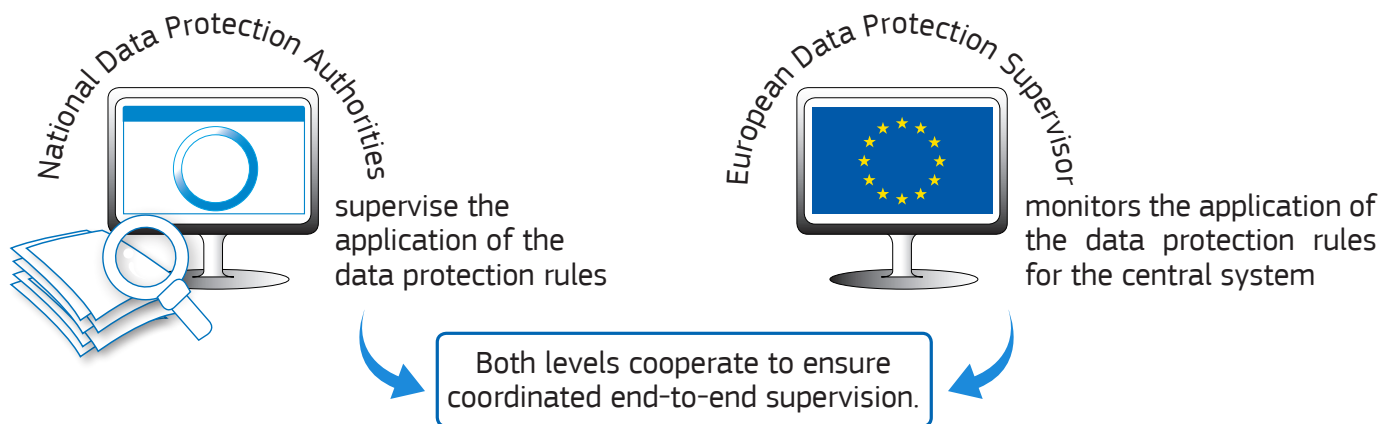 National Data Protection Authorities
supervise the
application of the
data protection rules
European Data Protection Supervisor
monitors the application of
the data protection rules
for the central system
Both levels cooperate to ensure
coordinated end-to-end supervision.